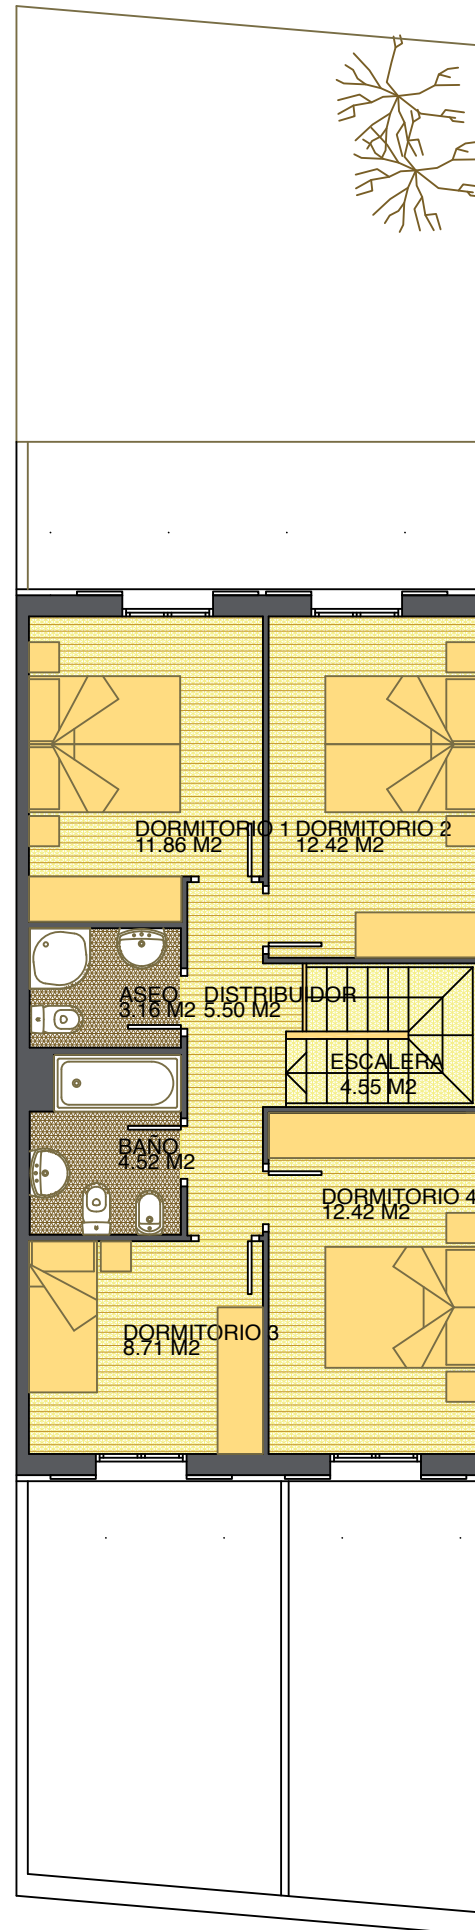 DORMITORIO 1
11.86 M2
DORMITORIO 2
12.42 M2
ASEO
3.16 M2
DISTRIBUIDOR
5.50 M2
ESCALERA
4.55 M2
BAÑO
4.52 M2
DORMITORIO 4
12.42 M2
DORMITORIO 3
8.71 M2